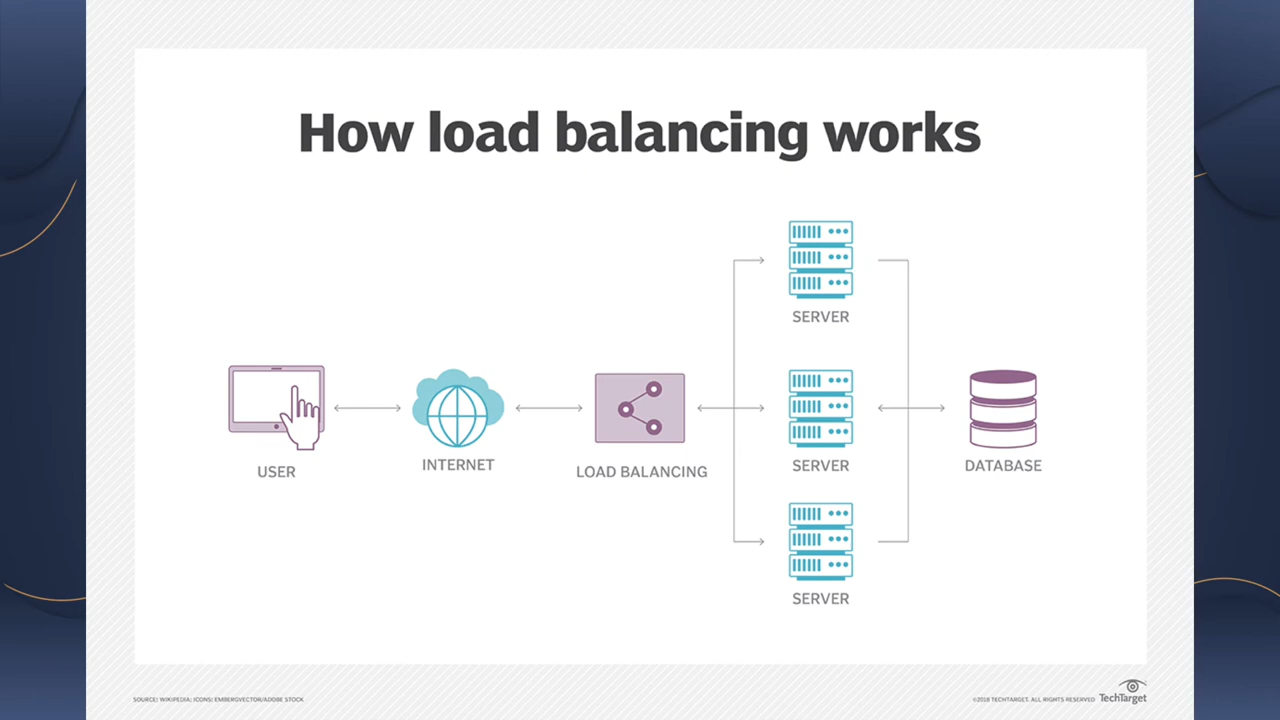 How load balancing works
SERVER
USER
INTERNET
LOAD BALANCING
SERVER
DATABASE
SERVER
SOURCE: WIKIPEDIA; ICONS: EMBERGVECTOR/ADOBE STOCK
©2018 TECHTARGET. ALL RIGHTS RESERVED
TechTarget